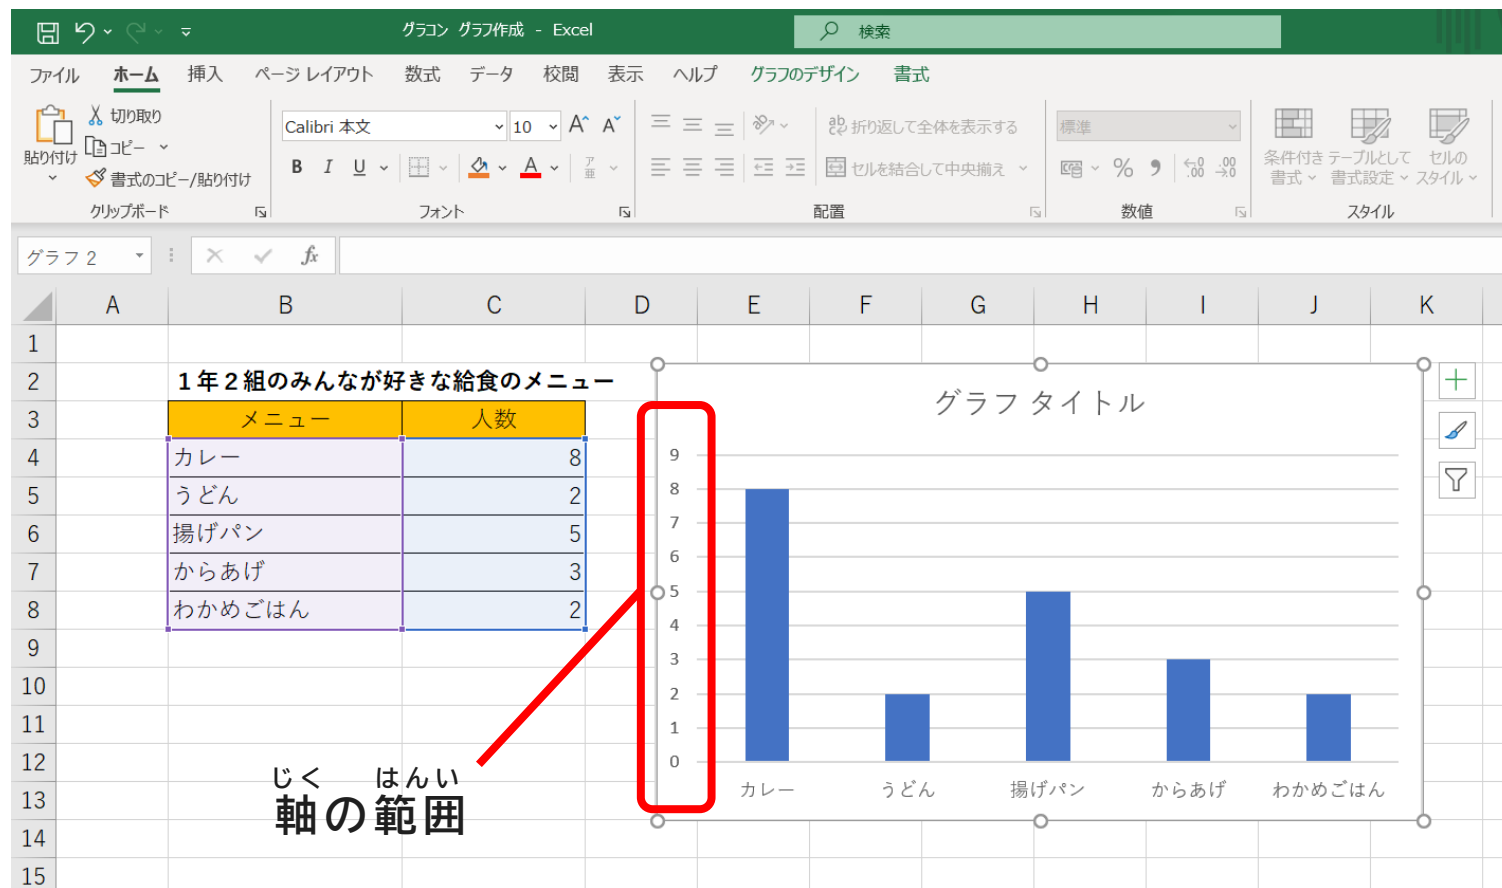 グラコン グラフ作成 - Excel
検索
ファイル ホーム 挿入 ページ レイアウト 数式 データ 校閲 表示 ヘルプ グラフのデザイン 書式
切り取り
コピー
書式のコピー/貼り付け
貼り付け
クリップボード
Calibri 本文 10 A A
B I U A ア亜
フォント
ab 折り返して全体を表示する
セルを結合して中央揃え
配置
標準
% 9 .00 .00
数値
条件付き書式 テーブルとして書式設定 セルのスタイル
スタイル
グラフ 2 fx
A B C D E F G H I J K
1
2 1年2組のみんなが好きな給食のメニュー
3 メニュー 人数
4 カレー 8
5 うどん 2
6 揚げパン 5
7 からあげ 3
8 わかめごはん 2
9
10
11
12
13
14
15
グラフ タイトル
9
8
7
6
5
4
3
2
1
0
カレー うどん 揚げパン からあげ わかめごはん
じく はんい
軸の範囲